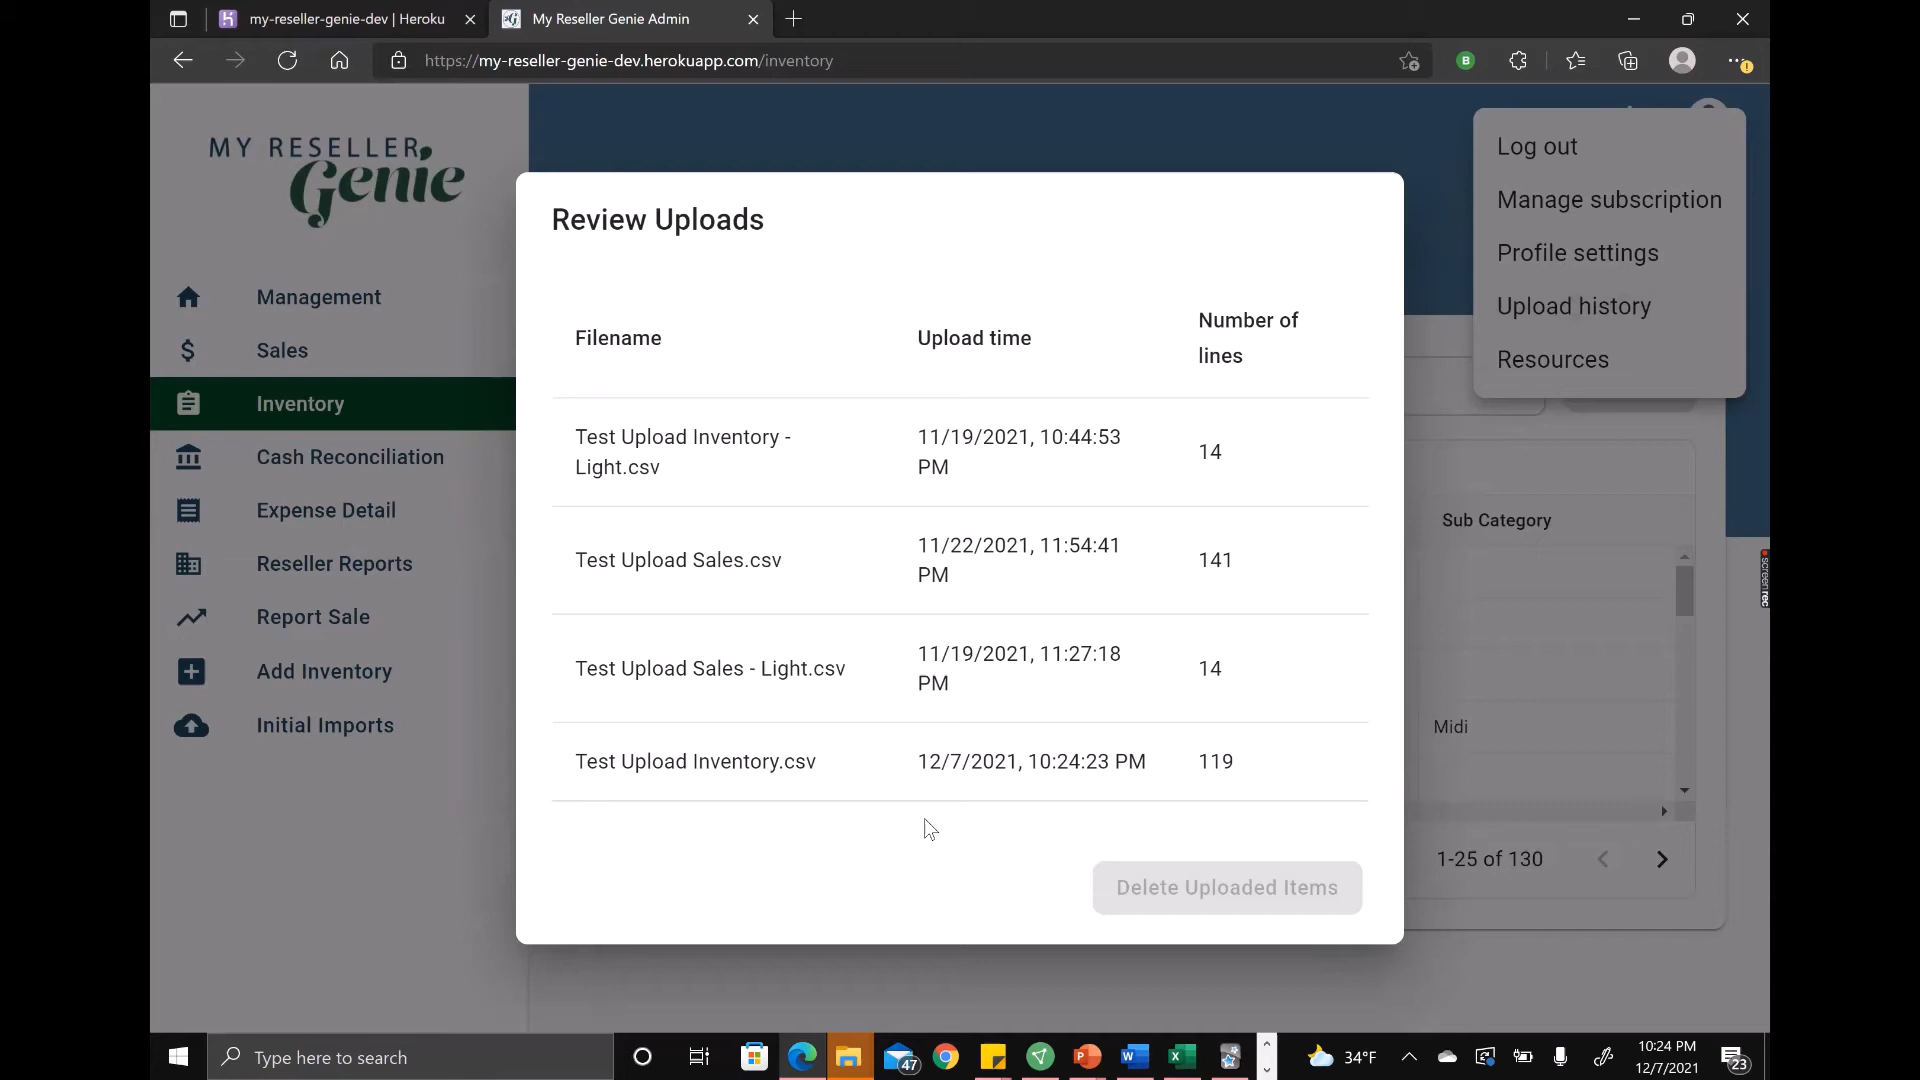 my-reseller-genie-dev | Heroku
My Reseller Genie Admin
https://my-reseller-genie-dev.herokuapp.com/inventory
B
MY RESELLER
Genie
Management
Sales
Inventory
Cash Reconciliation
Expense Detail
Reseller Reports
Report Sale
Add Inventory
Initial Imports
Review Uploads
Filename
Upload time
Number of
lines
Test Upload Inventory -
Light.csv
11/19/2021, 10:44:53
PM
14
Test Upload Sales.csv
11/22/2021, 11:54:41
PM
141
Test Upload Sales - Light.csv
11/19/2021, 11:27:18
PM
14
Test Upload Inventory.csv
12/7/2021, 10:24:23 PM
119
Delete Uploaded Items
Log out
Manage subscription
Profile settings
Upload history
Resources
Sub Category
Midi
1-25 of 130
screenrec
Type here to search
47
34°F
10:24 PM
12/7/2021
23